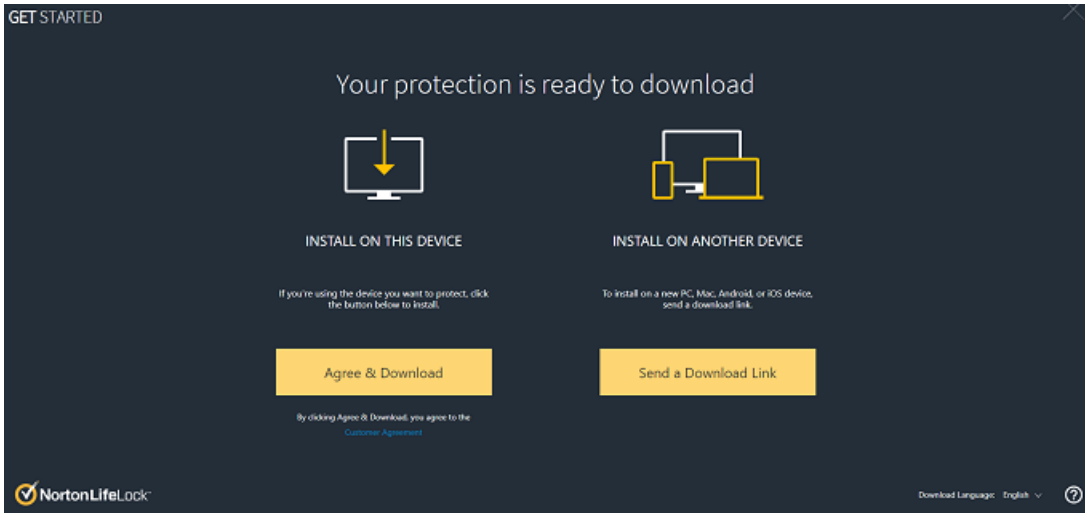 GET STARTED
Your protection is ready to download
INSTALL ON THIS DEVICE
If you're using the device you want to protect, click
the button below to install.
Agree & Download
By clicking Agree & Download, you agree to the
Customer Agreement
INSTALL ON ANOTHER DEVICE
To install on a new PC, Mac, Android, or iOS device,
send a download link.
Send a Download Link
NortonLifeLock
Download Language: English
?